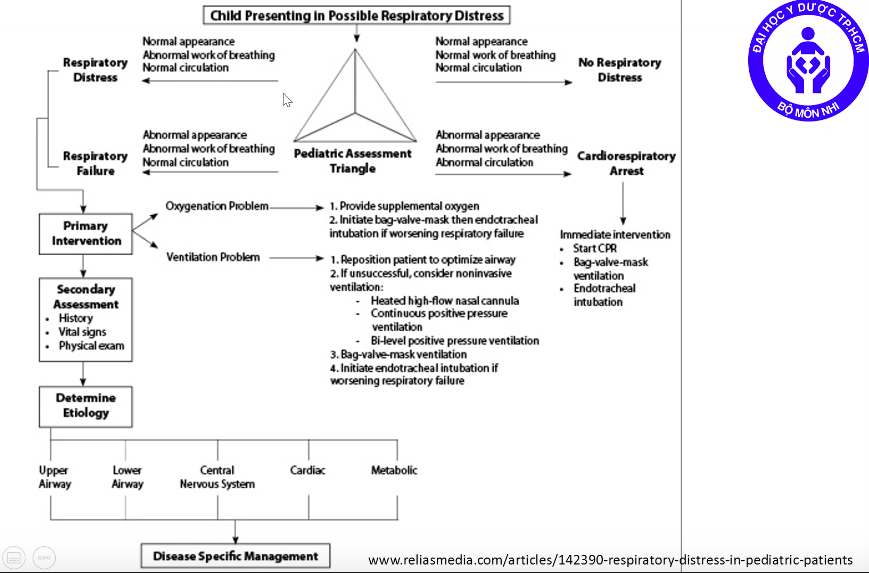 Child Presenting in Possible Respiratory Distress
ĐẠI HỌC Y DƯỢC TP.HCM
BỘ MÔN NHI
Respiratory
Distress
Normal appearance
Abnormal work of breathing
Normal circulation
Normal appearance
Normal work of breathing
Normal circulation
No Respiratory
Distress
Respiratory
Failure
Abnormal appearance
Abnormal work of breathing
Normal circulation
Pediatric Assessment
Triangle
Abnormal appearance
Abnormal work of breathing
Abnormal circulation
Cardiorespiratory
Arrest
Primary
Intervention
Oxygenation Problem
1. Provide supplemental oxygen
2. Initiate bag-valve-mask then endotracheal
intubation if worsening respiratory failure
Ventilation Problem
1. Reposition patient to optimize airway
2. If unsuccessful, consider noninvasive
ventilation:
- Heated high-flow nasal cannula
- Continuous positive pressure
ventilation
- Bi-level positive pressure ventilation
3. Bag-valve-mask ventilation
4. Initiate endotracheal intubation if
worsening respiratory failure
Immediate intervention
• Start CPR
• Bag-valve-mask
ventilation
• Endotracheal
intubation
Secondary
Assessment
• History
• Vital signs
• Physical exam
Determine
Etiology
Upper
Airway
Lower
Airway
Central
Nervous System
Cardiac
Metabolic
Disease Specific Management
www.reliasmedia.com/articles/142390-respiratory-distress-in-pediatric-patients